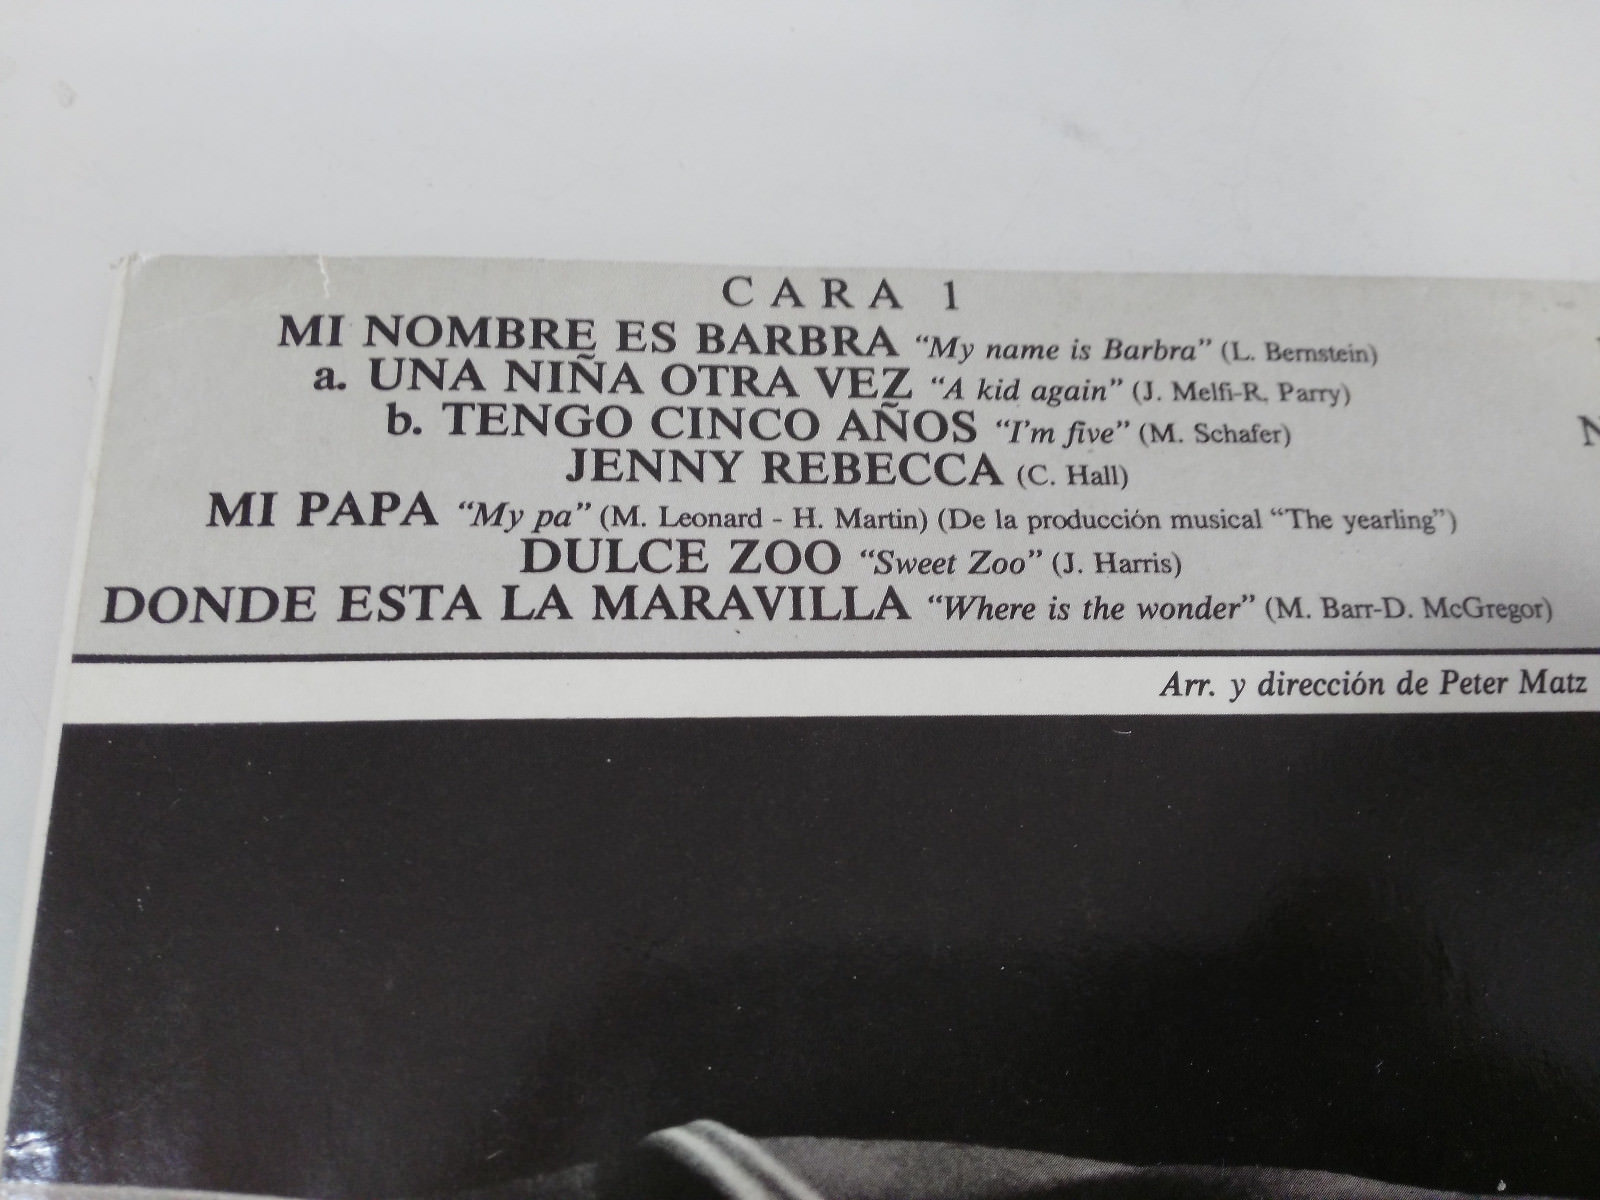 CARA 1
MI NOMBRE ES BARBRA “My name is Barbra” (L. Bernstein)
a. UNA NIÑA OTRA VEZ “A kid again” (J. Melfi-R. Parry)
b. TENGO CINCO AÑOS “I'm five” (M. Schafer)
JENNY REBECCA (C. Hall)
MI PAPA “My pa” (M. Leonard - H. Martin) (De la producción musical “The yearling”)
DULCE ZOO “Sweet Zoo” (J. Harris)
DONDE ESTA LA MARAVILLA “Where is the wonder” (M. Barr-D. McGregor)
Arr. y dirección de Peter Matz